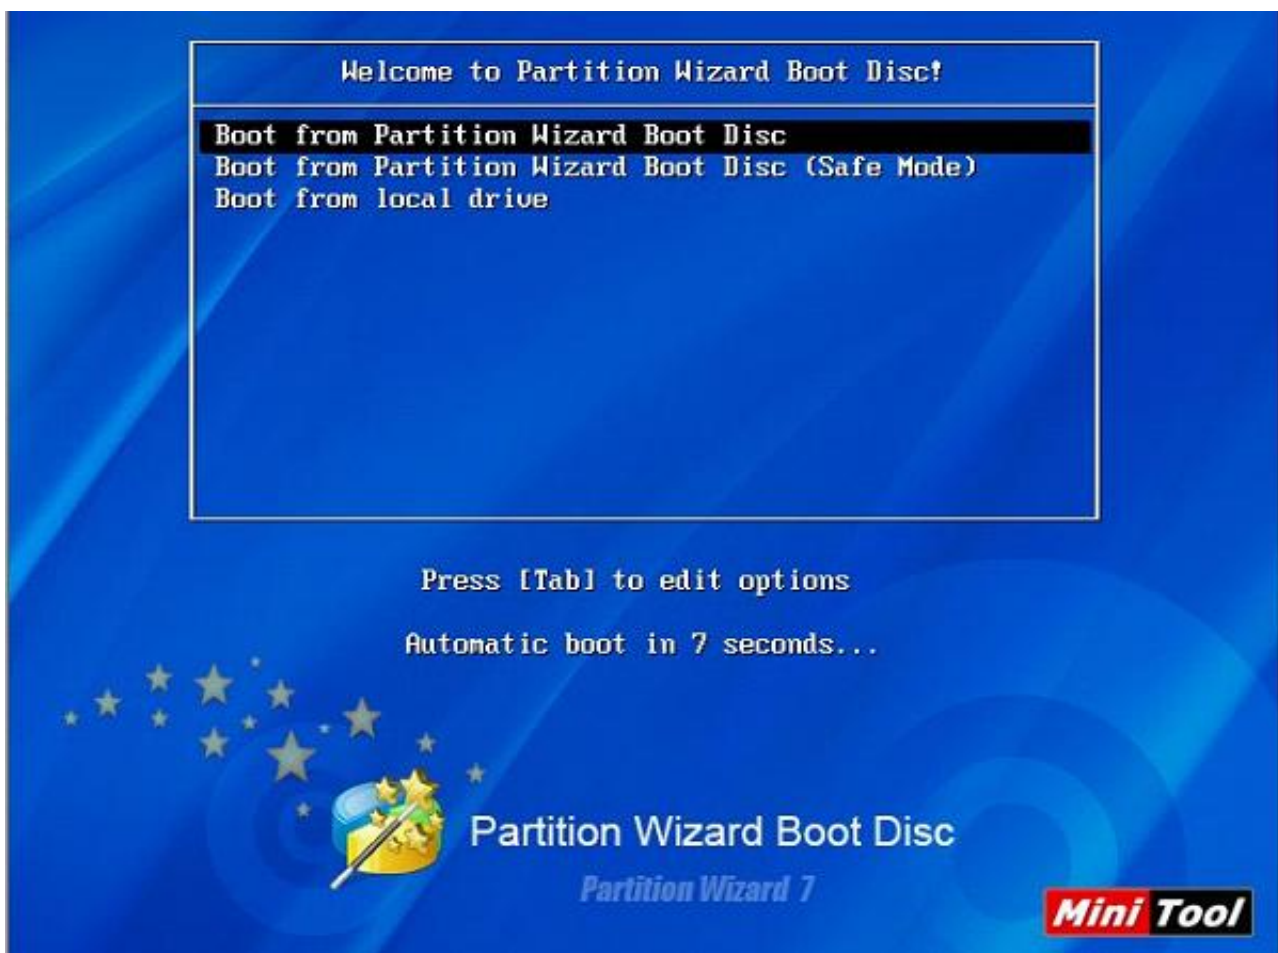 Welcome to Partition Wizard Boot Disc!
Boot from Partition Wizard Boot Disc
Boot from Partition Wizard Boot Disc (Safe Mode)
Boot from local drive
Press [Tab] to edit options
Automatic boot in 7 seconds...
Partition Wizard Boot Disc
Partition Wizard 7
Mini Tool